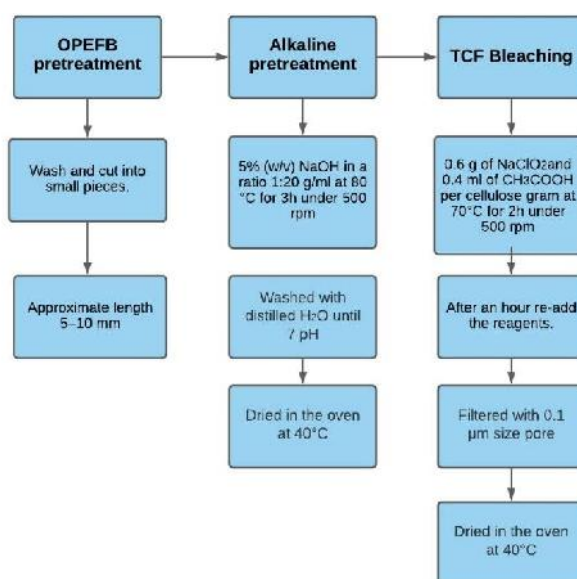 OPEFB
pretreatment
Alkaline
pretreatment
TCF Bleaching
Wash and cut into
small pieces.
5% (w/v) NaOH in a
ratio 1:20 g/ml at 80
°C for 3h under 500
rpm
0.6 g of NaClO2and
0.4 ml of CH3COOH
per cellulose gram at
70°C for 2h under
500 rpm
Approximate length
5–10 mm
Washed with
distilled H2O until
7 pH
After an hour re-add
the reagents.
Dried in the oven
at 40°C
Filtered with 0.1
μm size pore
Dried in the oven
at 40°C